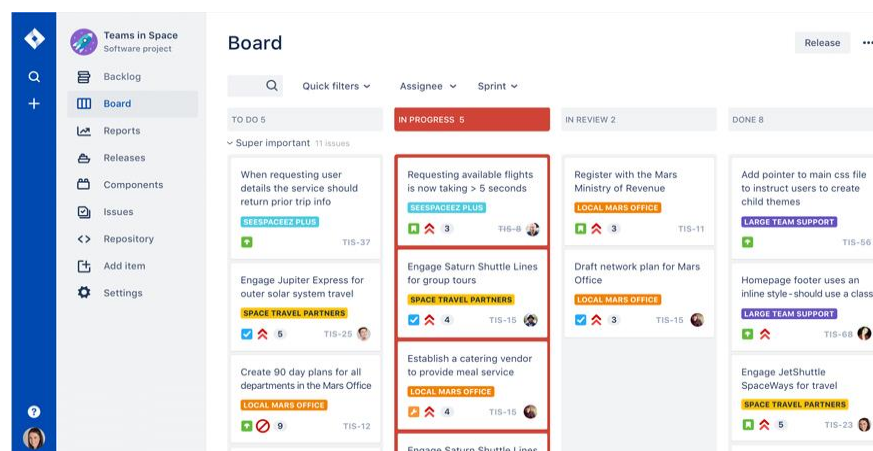 Teams in Space
Software project
Backlog
Board
Reports
Releases
Components
Issues
Repository
Add item
Settings
Board
Release
Quick filters
Assignee
Sprint
TO DO 5
IN PROGRESS 5
IN REVIEW 2
DONE 8
Super important 11 issues
When requesting user
details the service should
return prior trip info
SEESPACEEZ PLUS
TIS-37
Engage Jupiter Express for
outer solar system travel
SPACE TRAVEL PARTNERS
5 TIS-25
Create 90 day plans for all
departments in the Mars Office
LOCAL MARS OFFICE
9 TIS-12
Requesting available flights
is now taking > 5 seconds
SEESPACEEZ PLUS
3 TIS-8
Engage Saturn Shuttle Lines
for group tours
SPACE TRAVEL PARTNERS
4 TIS-15
Establish a catering vendor
to provide meal service
LOCAL MARS OFFICE
4 TIS-15
Engage Saturn Shuttle Lines
Register with the Mars
Ministry of Revenue
LOCAL MARS OFFICE
3 TIS-11
Draft network plan for Mars
Office
LOCAL MARS OFFICE
3 TIS-15
Add pointer to main css file
to instruct users to create
child themes
LARGE TEAM SUPPORT
TIS-56
Homepage footer uses an
inline style-should use a class
LARGE TEAM SUPPORT
TIS-68
Engage JetShuttle
SpaceWays for travel
SPACE TRAVEL PARTNERS
5 TIS-23